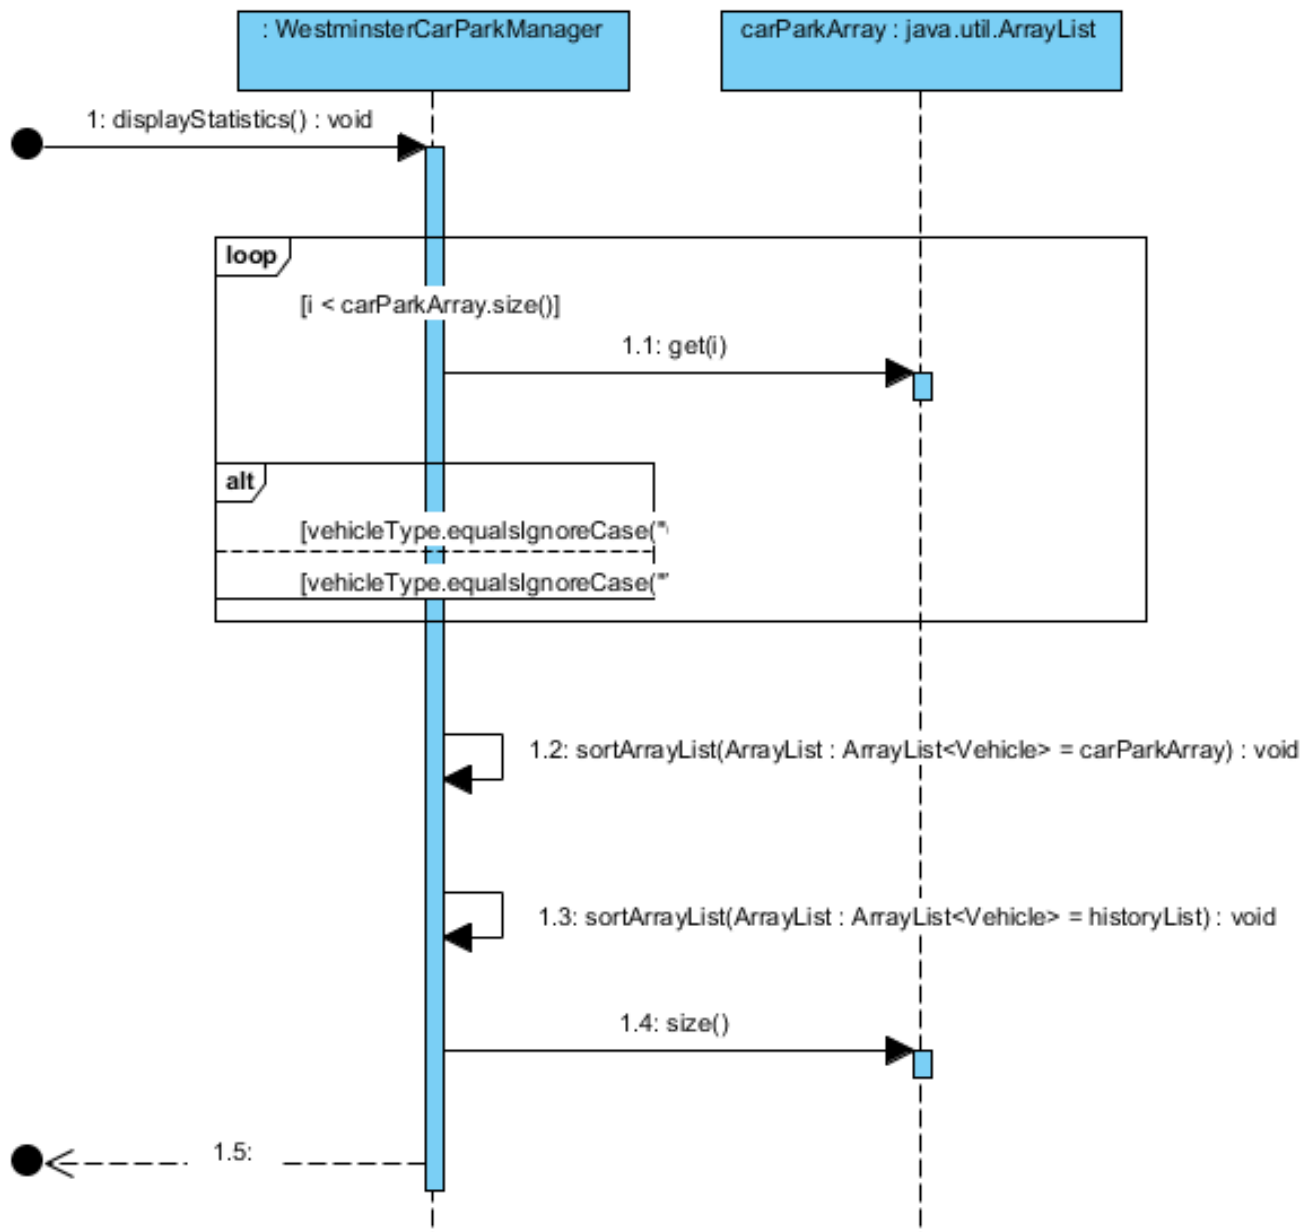 : WestminsterCarParkManager
carParkArray : java.util.ArrayList
1: displayStatistics() : void
loop
[i < carParkArray.size()]
1.1: get(i)
alt
[vehicleType.equalsIgnoreCase("
[vehicleType.equalsIgnoreCase("
1.2: sortArrayList(ArrayList : ArrayList<Vehicle> = carParkArray) : void
1.3: sortArrayList(ArrayList : ArrayList<Vehicle> = historyList) : void
1.4: size()
1.5: